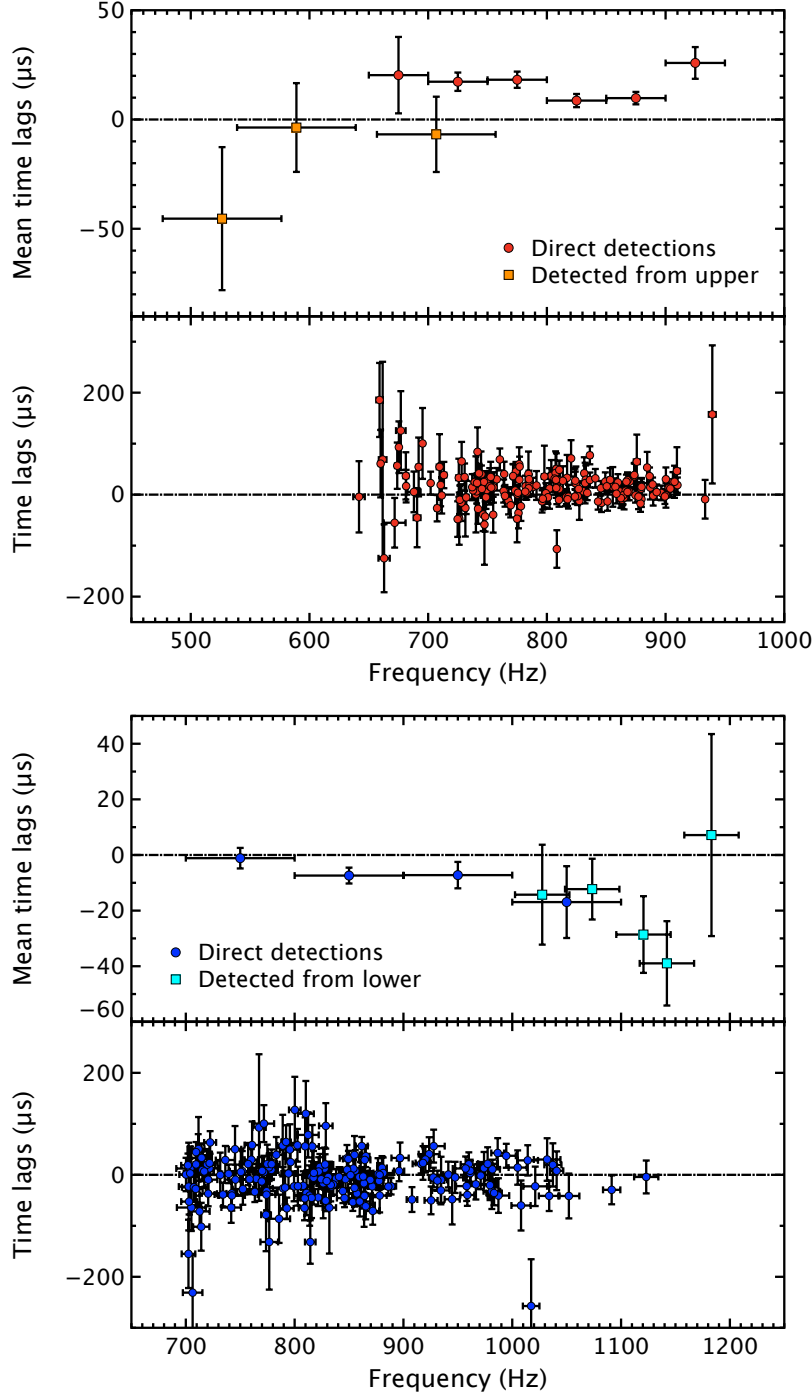 50
0
−50
Mean time lags (μs)
Direct detections
Detected from upper
200
0
−200
Time lags (μs)
500 600 700 800 900 1000
Frequency (Hz)
40
20
0
−20
−40
−60
Mean time lags (μs)
Direct detections
Detected from lower
200
0
−200
Time lags (μs)
700 800 900 1000 1100 1200
Frequency (Hz)